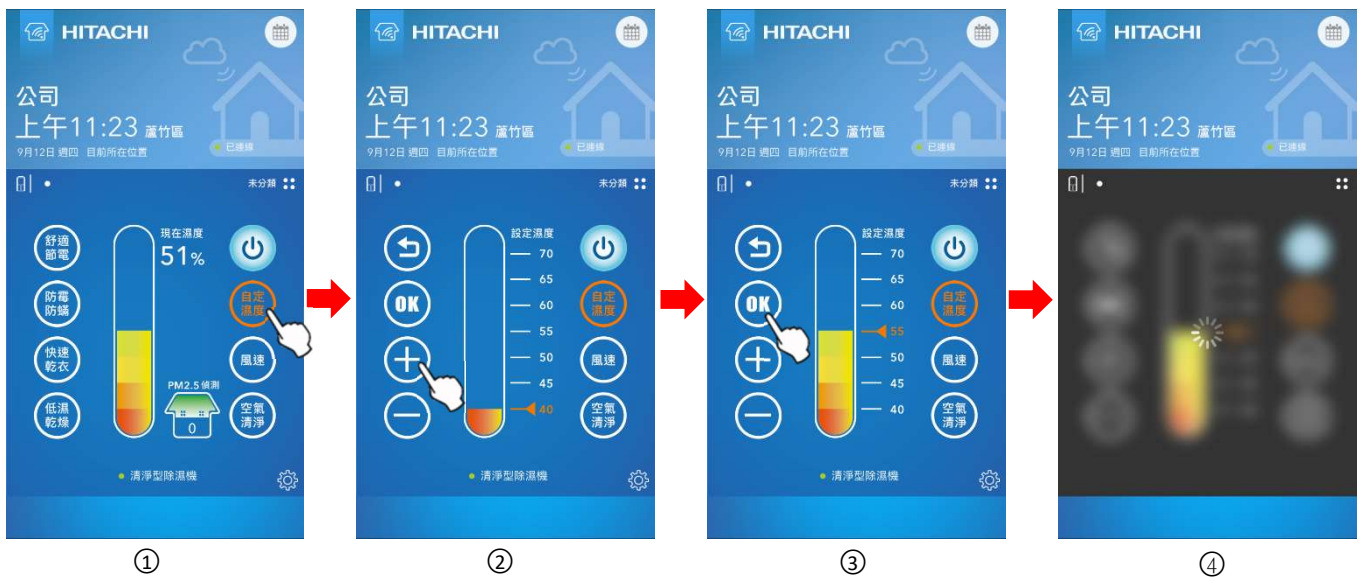 HITACHI
公司
上午11:23 蘆竹區
9月12日 週四 目前所在位置
已連線
未分類
舒適
節電
現在濕度
51%
防霉
防蟎
自定
濕度
快速
乾衣
風速
PM2.5 偵測
0
低濕
乾燥
空氣
清淨
清淨型除濕機
①
HITACHI
公司
上午11:23 蘆竹區
9月12日 週四 目前所在位置
已連線
未分類
設定濕度
70
65
OK
60
自定
濕度
55
50
風速
45
40
空氣
清淨
清淨型除濕機
②
HITACHI
公司
上午11:23 蘆竹區
9月12日 週四 目前所在位置
已連線
未分類
設定濕度
70
65
OK
60
自定
濕度
55
50
風速
45
40
空氣
清淨
清淨型除濕機
③
HITACHI
公司
上午11:23 蘆竹區
9月12日 週四 目前所在位置
已連線
④